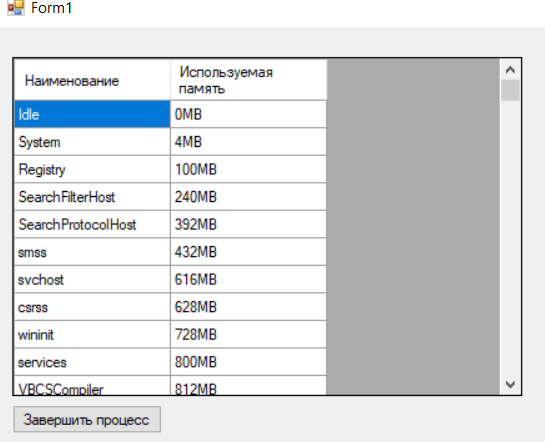 Form1
Наименование Используемая
память
Idle 0MB
System 4MB
Registry 100MB
SearchFilterHost 240MB
SearchProtocolHost 392MB
smss 432MB
svchost 616MB
csrss 628MB
wininit 728MB
services 800MB
VBCSCompiler 812MB
Завершить процесс